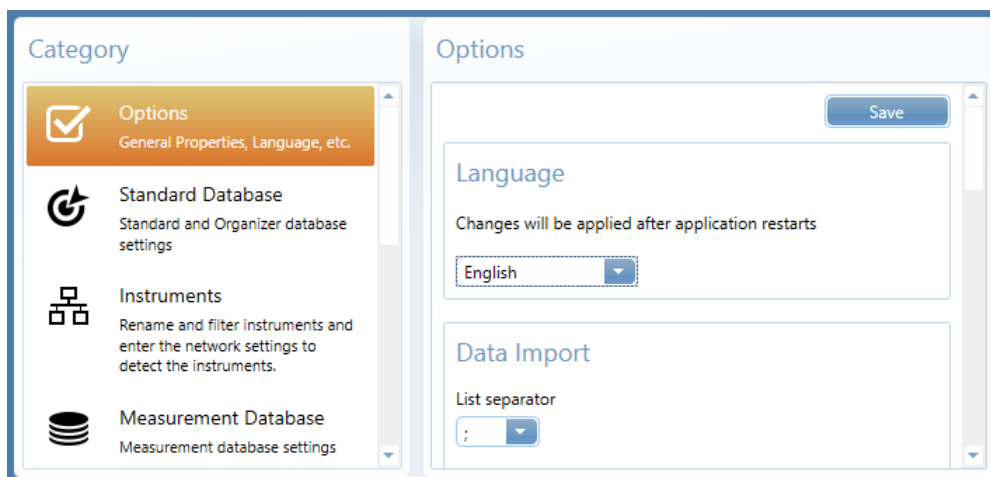 Category
Options
General Properties, Language, etc.
Standard Database
Standard and Organizer database
settings
Instruments
Rename and filter instruments and
enter the network settings to
detect the instruments.
Measurement Database
Measurement database settings
Options
Save
Language
Changes will be applied after application restarts
English
Data Import
List separator
;